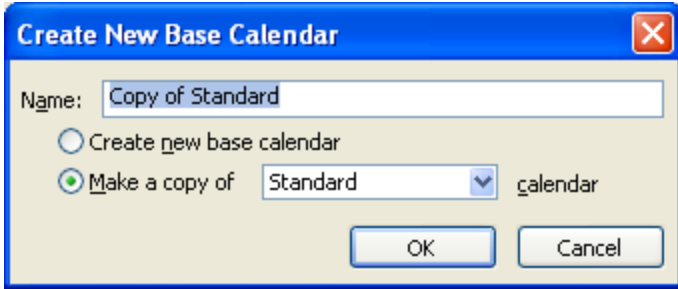 Create New Base Calendar
Name: Copy of Standard
Create new base calendar
Make a copy of Standard calendar
OK Cancel